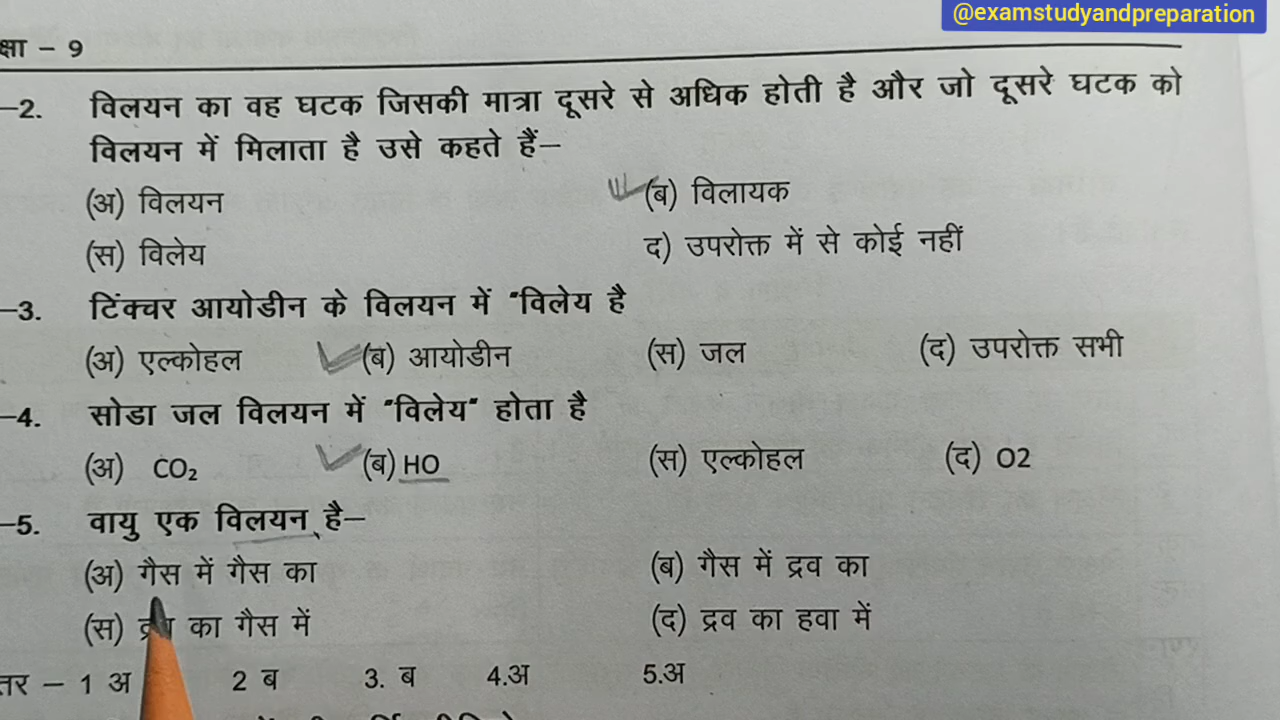 @examstudyandpreparation
क्षा – 9
–2. विलयन का वह घटक जिसकी मात्रा दूसरे से अधिक होती है और जो दूसरे घटक को
विलयन में मिलाता है उसे कहते हैं–
(अ) विलयन (ब) विलायक
(स) विलेय द) उपरोक्त में से कोई नहीं
–3. टिंक्चर आयोडीन के विलयन में "विलेय है
(अ) एल्कोहल (ब) आयोडीन (स) जल (द) उपरोक्त सभी
–4. सोडा जल विलयन में "विलेय" होता है
(अ) CO₂ (ब) HO (स) एल्कोहल (द) O2
–5. वायु एक विलयन है–
(अ) गैस में गैस का (ब) गैस में द्रव का
(स) का गैस में (द) द्रव का हवा में
तर – 1 अ 2 ब 3. ब 4.अ 5.अ